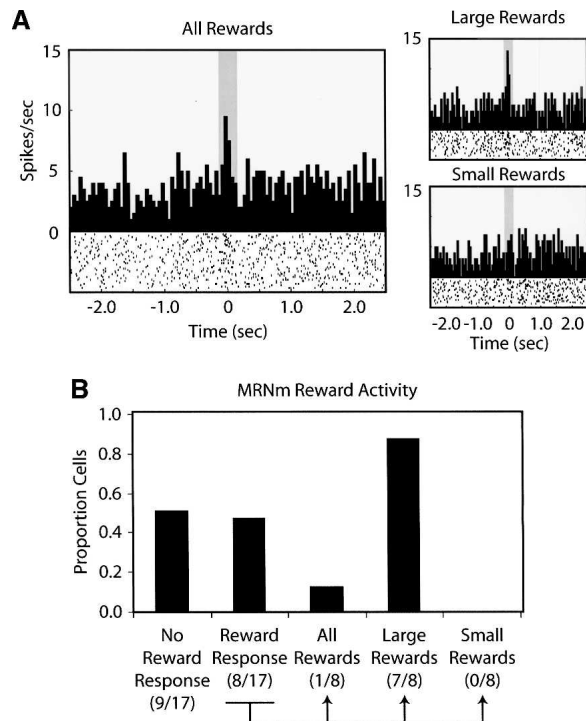 A
All Rewards
Spikes/sec
15
10
5
0
-2.0 -1.0 0 1.0 2.0
Time (sec)
Large Rewards
15
Small Rewards
15
-2.0 -1.0 0 1.0 2.0
Time (sec)
B
MRNm Reward Activity
Proportion Cells
1.0
0.8
0.6
0.4
0.2
0.0
No Reward Response (9/17)
Reward Response (8/17)
All Rewards (1/8)
Large Rewards (7/8)
Small Rewards (0/8)